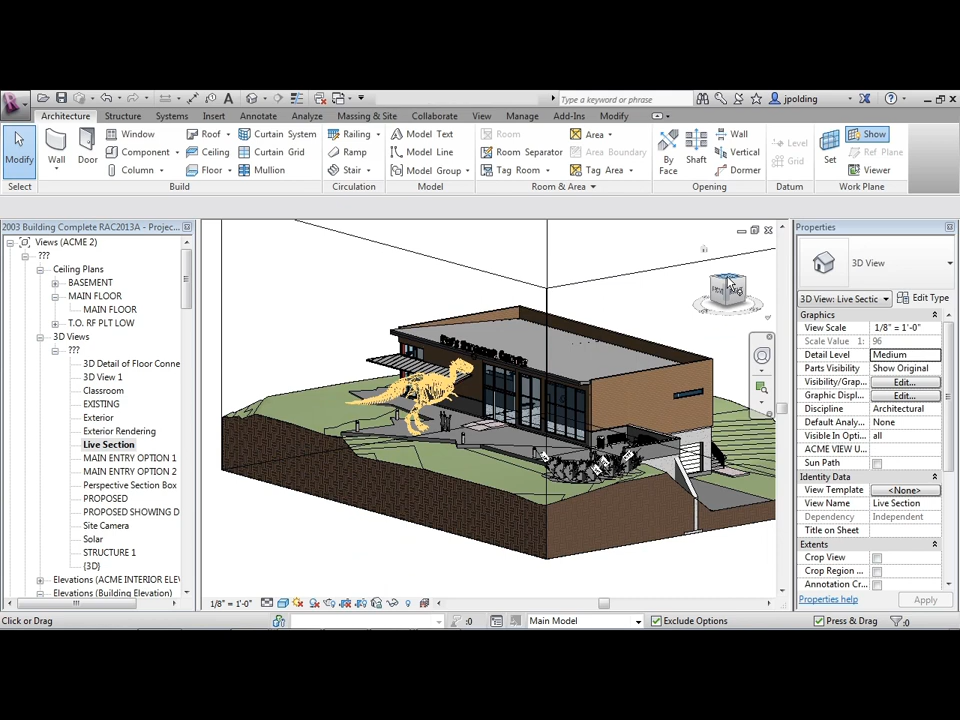 Type a keyword or phrase
jpolding
Architecture Structure Systems Insert Annotate Analyze Massing & Site Collaborate View Manage Add-Ins Modify
Modify
Select
Wall
Door
Window
Component
Column
Roof
Ceiling
Floor
Curtain System
Curtain Grid
Mullion
Build
Railing
Ramp
Stair
Circulation
Model Text
Model Line
Model Group
Model
Room
Room Separator
Tag Room
Area
Area Boundary
Tag Area
Room & Area
By
Face
Shaft
Wall
Vertical
Dormer
Opening
Level
Grid
Datum
Set
Show
Ref Plane
Viewer
Work Plane
2003 Building Complete RAC2013A - Projec...
Views (ACME 2)
???
Ceiling Plans
BASEMENT
MAIN FLOOR
MAIN FLOOR
T.O. RF PLT LOW
3D Views
???
3D Detail of Floor Conne
3D View 1
Classroom
EXISTING
Exterior
Exterior Rendering
Live Section
MAIN ENTRY OPTION 1
MAIN ENTRY OPTION 2
Perspective Section Box
PROPOSED
PROPOSED SHOWING D
Site Camera
Solar
STRUCTURE 1
{3D}
Elevations (ACME INTERIOR ELEV
Elevations (Building Elevation)
1/8" = 1'-0"
Properties
3D View
3D View: Live Sectic
Edit Type
Graphics
View Scale 1/8" = 1'-0"
Scale Value 1: 96
Detail Level Medium
Parts Visibility Show Original
Visibility/Grap... Edit...
Graphic Displ... Edit...
Discipline Architectural
Default Analy... None
Visible In Opti... all
ACME VIEW U...
Sun Path
Identity Data
View Template <None>
View Name Live Section
Dependency Independent
Title on Sheet
Extents
Crop View
Crop Region ...
Annotation Cr...
Properties help
Apply
Click or Drag
:0
Main Model
Exclude Options
Press & Drag
:0